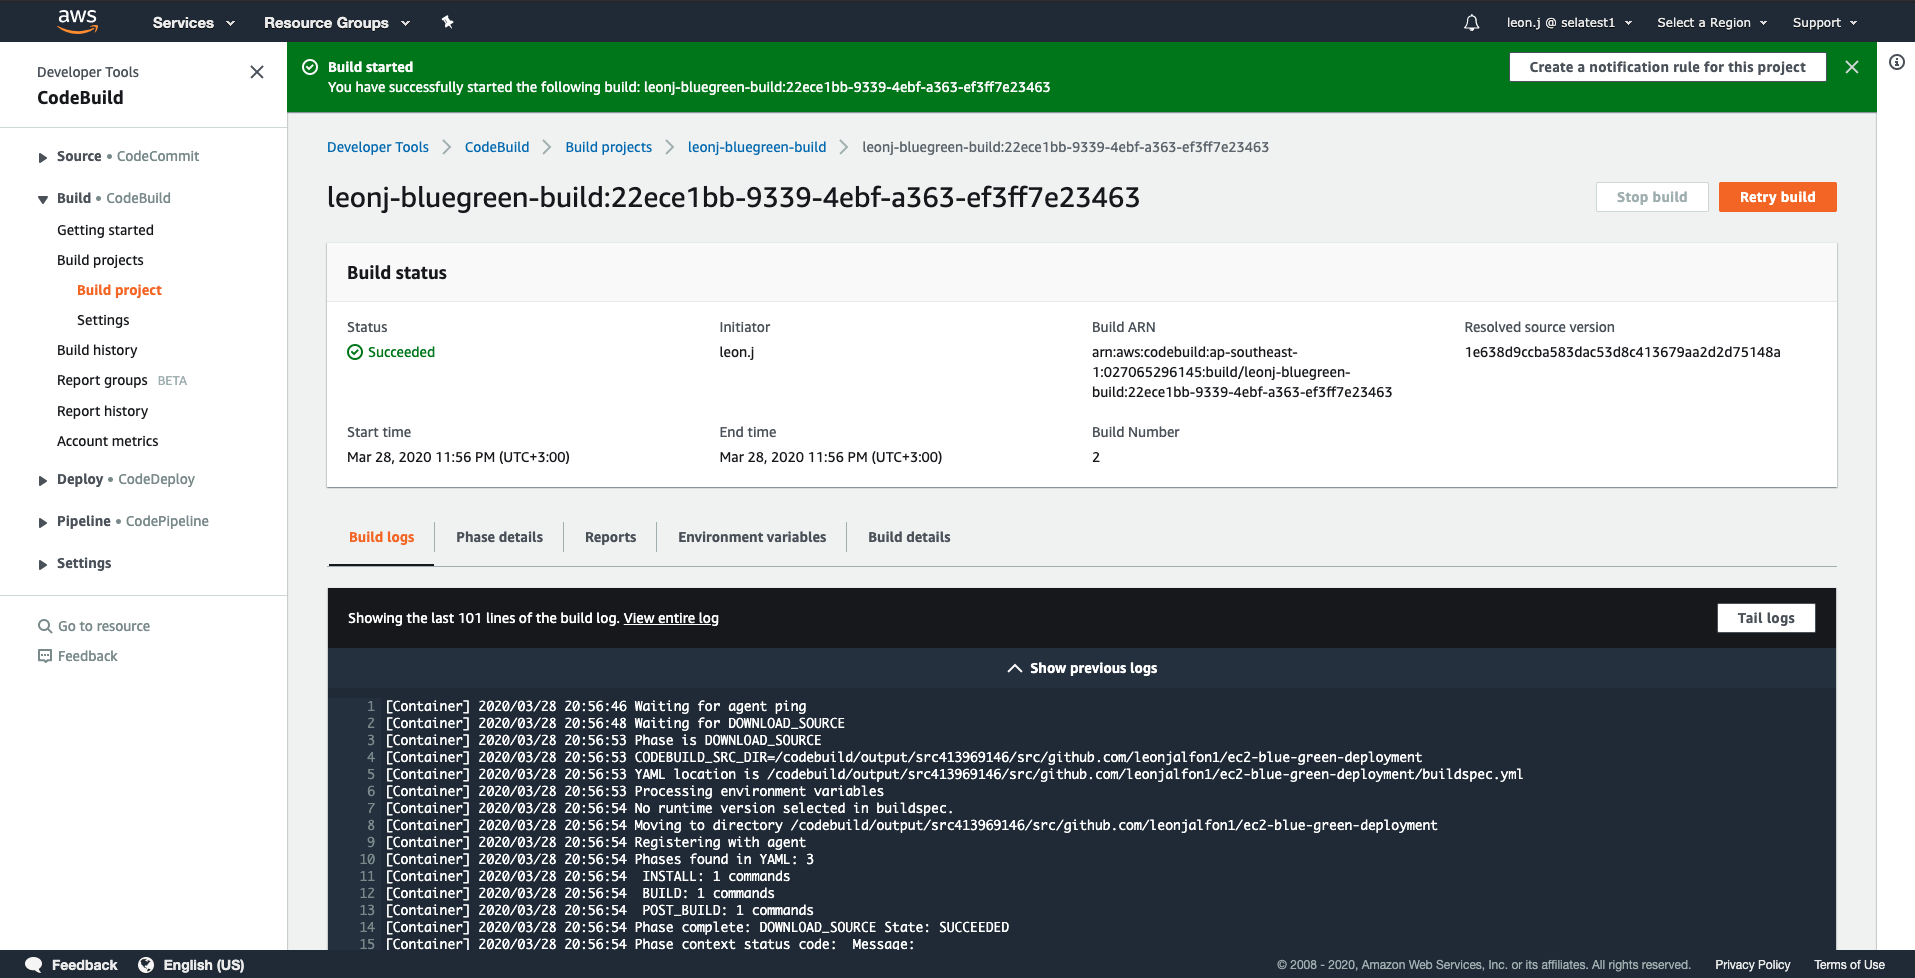 aws Services Resource Groups leon.j @ selatest1 Select a Region Support
Developer Tools
CodeBuild
Source • CodeCommit
Build • CodeBuild
Getting started
Build projects
Build project
Settings
Build history
Report groups BETA
Report history
Account metrics
Deploy • CodeDeploy
Pipeline • CodePipeline
Settings
Go to resource
Feedback
Build started
You have successfully started the following build: leonj-bluegreen-build:22ece1bb-9339-4ebf-a363-ef3ff7e23463
Create a notification rule for this project
Developer Tools CodeBuild Build projects leonj-bluegreen-build leonj-bluegreen-build:22ece1bb-9339-4ebf-a363-ef3ff7e23463
leonj-bluegreen-build:22ece1bb-9339-4ebf-a363-ef3ff7e23463
Stop build Retry build
Build status
Status
Succeeded
Initiator
leon.j
Build ARN
arn:aws:codebuild:ap-southeast-
1:027065296145:build/leonj-bluegreen-
build:22ece1bb-9339-4ebf-a363-ef3ff7e23463
Resolved source version
1e638d9ccba583dac53d8c413679aa2d2d75148a
Start time
Mar 28, 2020 11:56 PM (UTC+3:00)
End time
Mar 28, 2020 11:56 PM (UTC+3:00)
Build Number
2
Build logs Phase details Reports Environment variables Build details
Showing the last 101 lines of the build log. View entire log
Tail logs
Show previous logs
1 [Container] 2020/03/28 20:56:46 Waiting for agent ping
2 [Container] 2020/03/28 20:56:48 Waiting for DOWNLOAD_SOURCE
3 [Container] 2020/03/28 20:56:53 Phase is DOWNLOAD_SOURCE
4 [Container] 2020/03/28 20:56:53 CODEBUILD_SRC_DIR=/codebuild/output/src413969146/src/github.com/leonjalfon1/ec2-blue-green-deployment
5 [Container] 2020/03/28 20:56:53 YAML location is /codebuild/output/src413969146/src/github.com/leonjalfon1/ec2-blue-green-deployment/buildspec.yml
6 [Container] 2020/03/28 20:56:53 Processing environment variables
7 [Container] 2020/03/28 20:56:54 No runtime version selected in buildspec.
8 [Container] 2020/03/28 20:56:54 Moving to directory /codebuild/output/src413969146/src/github.com/leonjalfon1/ec2-blue-green-deployment
9 [Container] 2020/03/28 20:56:54 Registering with agent
10 [Container] 2020/03/28 20:56:54 Phases found in YAML: 3
11 [Container] 2020/03/28 20:56:54  INSTALL: 1 commands
12 [Container] 2020/03/28 20:56:54  BUILD: 1 commands
13 [Container] 2020/03/28 20:56:54  POST_BUILD: 1 commands
14 [Container] 2020/03/28 20:56:54 Phase complete: DOWNLOAD_SOURCE State: SUCCEEDED
15 [Container] 2020/03/28 20:56:54 Phase context status code:  Message:
Feedback English (US) © 2008 - 2020, Amazon Web Services, Inc. or its affiliates. All rights reserved. Privacy Policy Terms of Use